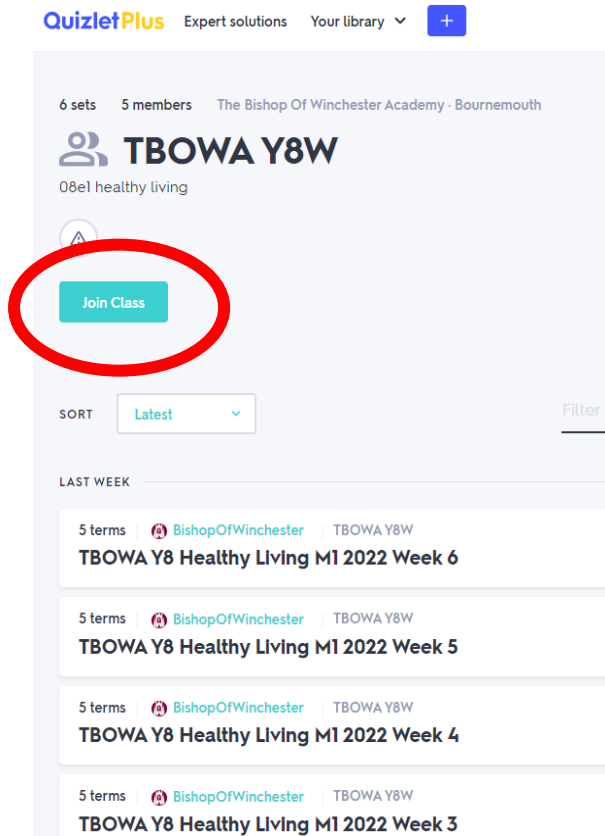 QuizletPlus Expert solutions Your library +
6 sets 5 members The Bishop Of Winchester Academy · Bournemouth
TBOWA Y8W
08e1 healthy living
Join Class
SORT Latest Filter
LAST WEEK
5 terms BishopOfWinchester TBOWA Y8W
TBOWA Y8 Healthy Living M1 2022 Week 6
5 terms BishopOfWinchester TBOWA Y8W
TBOWA Y8 Healthy Living M1 2022 Week 5
5 terms BishopOfWinchester TBOWA Y8W
TBOWA Y8 Healthy Living M1 2022 Week 4
5 terms BishopOfWinchester TBOWA Y8W
TBOWA Y8 Healthy Living M1 2022 Week 3